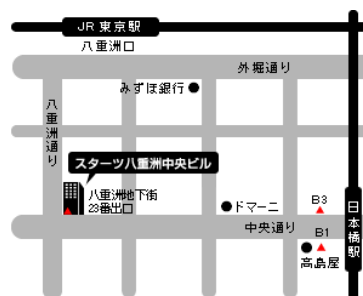 JR 東京駅
八重洲口
外堀通り
みずほ銀行
八重洲通り
スターツ八重洲中央ビル
八重洲地下街
23番出口
ドマーニ
B3
日本橋駅
中央通り
B1
高島屋